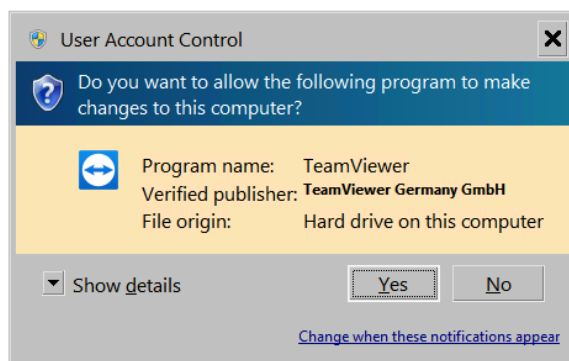 User Account Control
Do you want to allow the following program to make
changes to this computer?
Program name: TeamViewer
Verified publisher: TeamViewer Germany GmbH
File origin: Hard drive on this computer
Show details
Yes
No
Change when these notifications appear